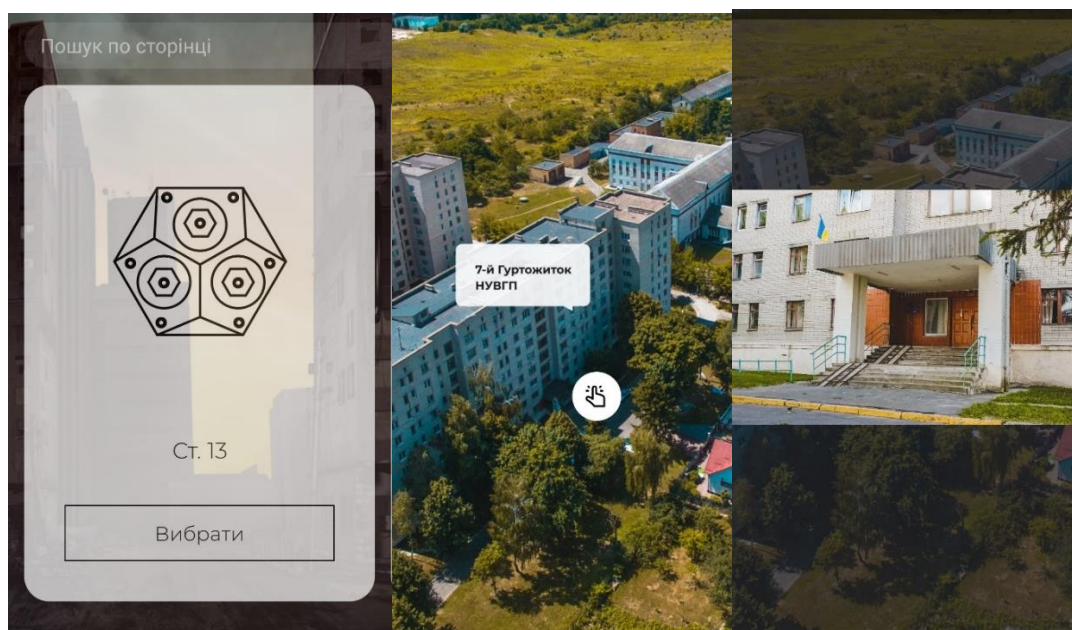 Пошук по сторінці
Ст. 13
Вибрати
7-й Гуртожиток
НУВГП